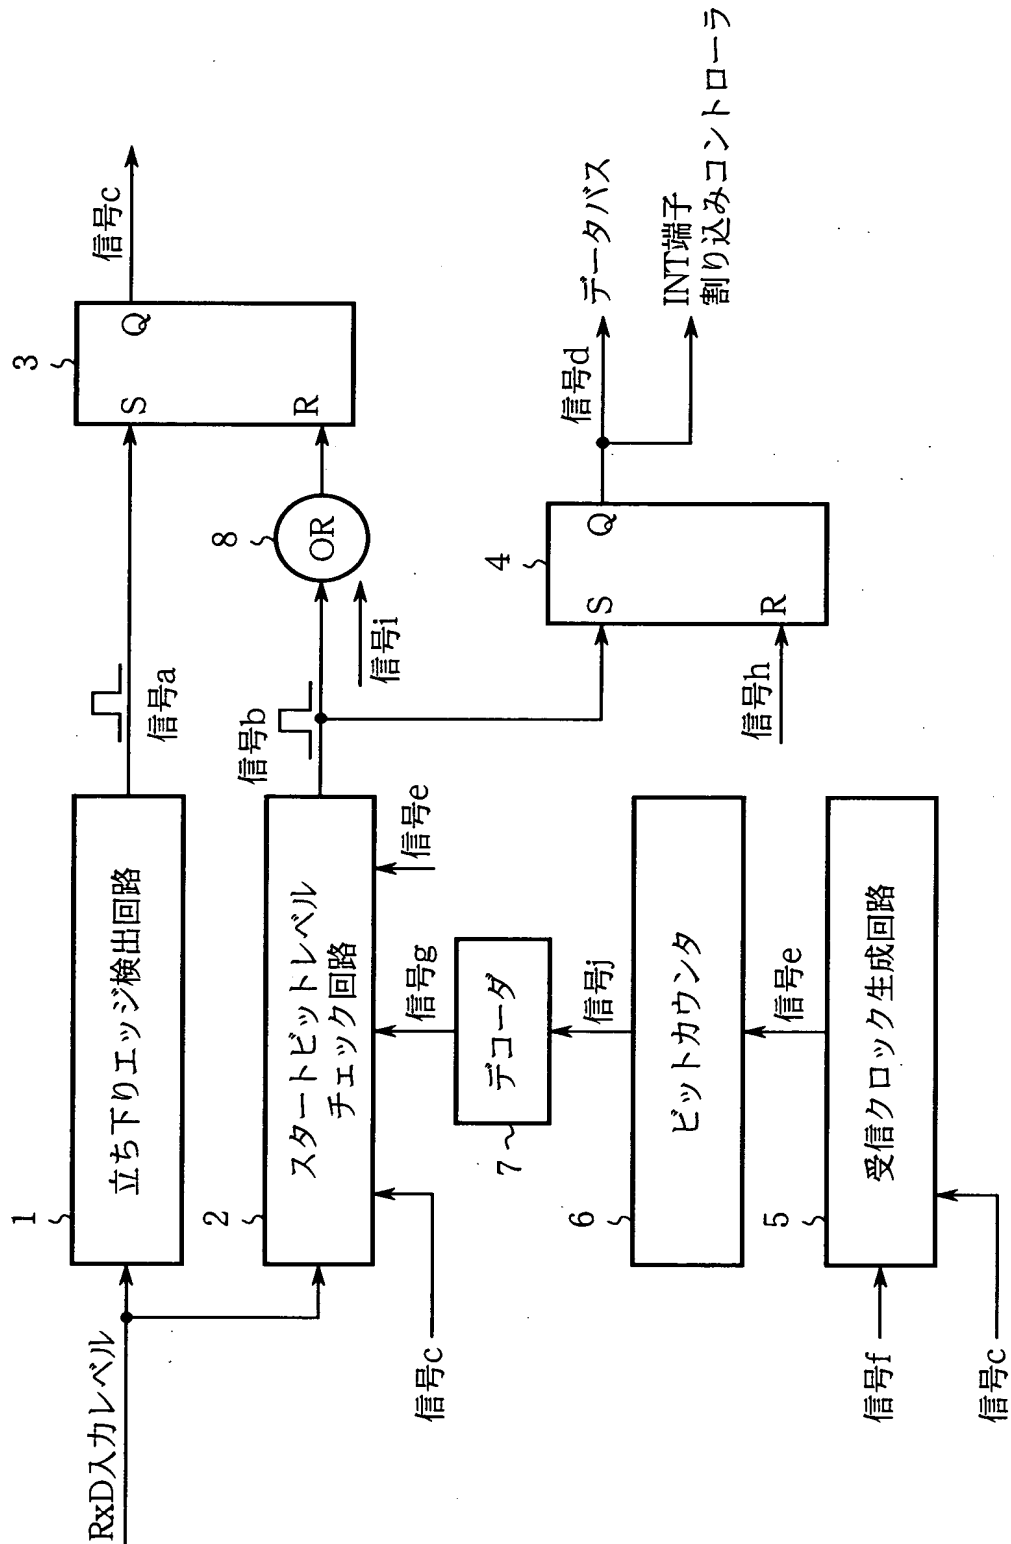 RxD入力レベル
1
立ち下りエッジ検出回路
信号a
3
S
Q
R
信号c
2
スタートビットレベル
チェック回路
信号b
信号c
信号g
信号e
8
OR
信号i
7
デコーダ
信号j
4
S
Q
R
信号h
信号d
データバス
INT端子
割り込みコントローラ
6
ビットカウンタ
信号e
5
受信クロック生成回路
信号f
信号c